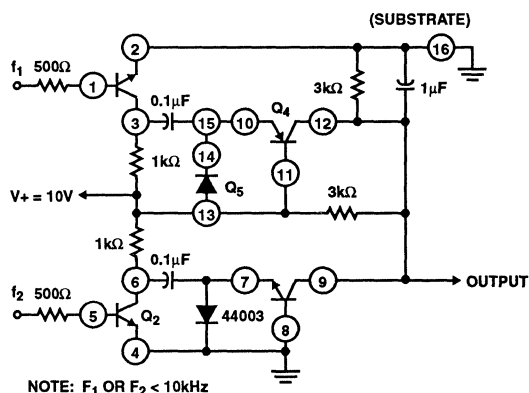 (SUBSTRATE)
2
16
f1 500Ω
1
3kΩ
1μF
0.1μF
Q4
3
15
10
12
14
1kΩ
11
Q5
3kΩ
V+ = 10V
13
1kΩ
0.1μF
f2 500Ω
6
7
9
OUTPUT
5
Q2
44003
8
4
NOTE: F1 OR F2 < 10kHz